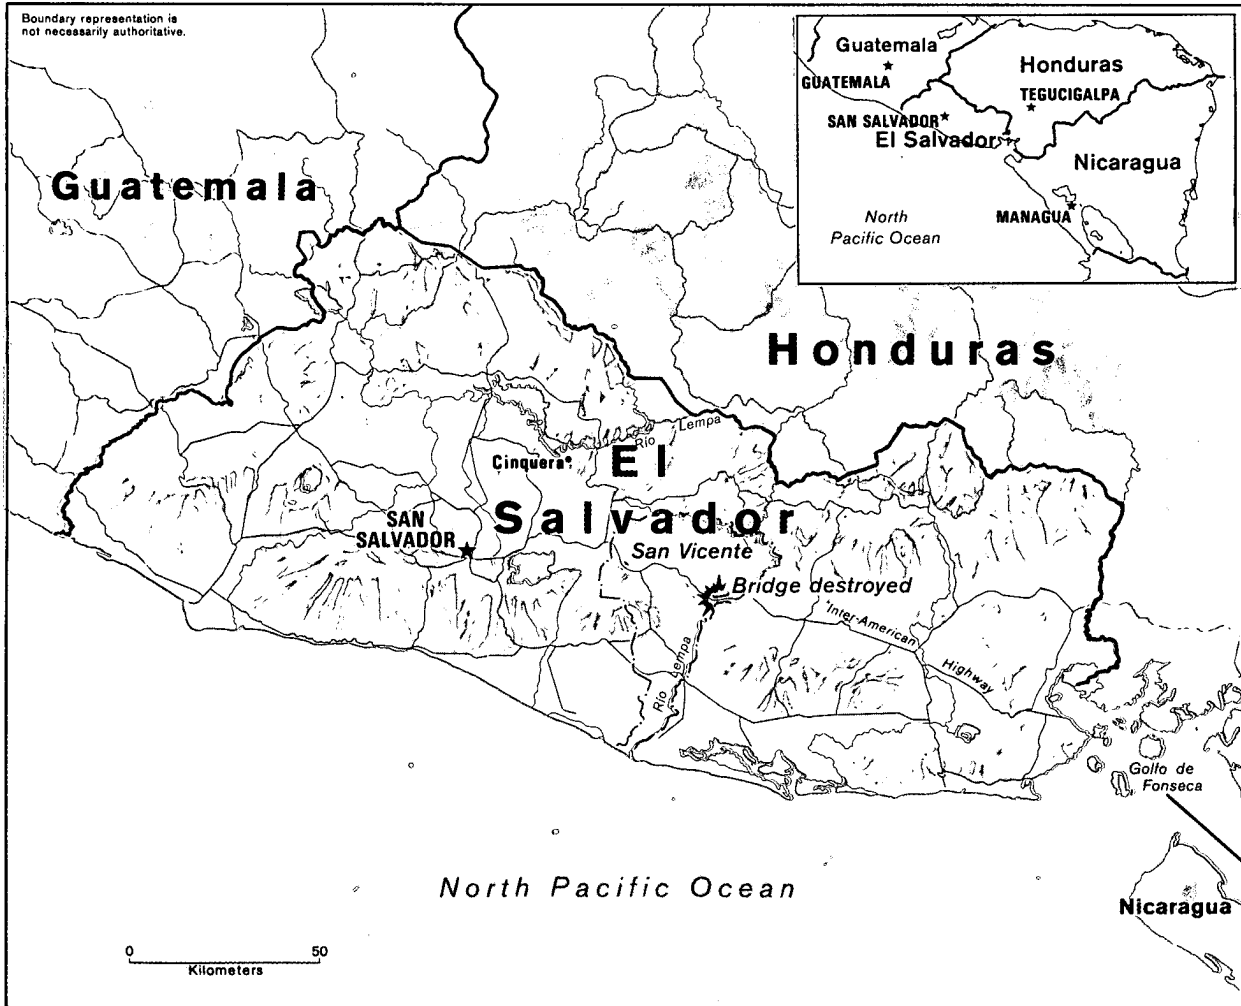 Boundary representation is
not necessarily authoritative.
Guatemala
GUATEMALA
Honduras
TEGUCIGALPA
SAN SALVADOR
El Salvador
Nicaragua
MANAGUA
North
Pacific Ocean
Guatemala
Honduras
Río Lempa
Cinquera
El
Salvador
SAN
SALVADOR
San Vicente
Bridge destroyed
Inter-American
Highway
Río Lempa
Golfo de
Fonseca
North Pacific Ocean
Nicaragua
0 50
Kilometers